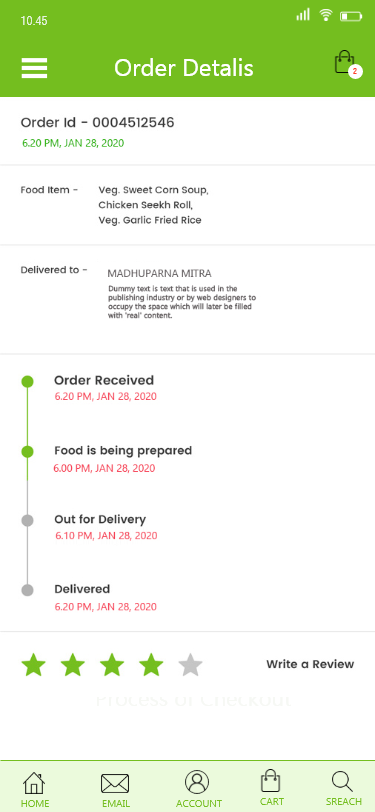 10.45
Order Detalis
2
Order Id - 0004512546
6.20 PM, JAN 28, 2020
Food Item - Veg. Sweet Corn Soup,
Chicken Seekh Roll,
Veg. Garlic Fried Rice
Delivered to - MADHUPARNA MITRA
Dummy text is text that is used in the
publishing industry or by web designers to
occupy the space which will later be filled
with 'real' content.
Order Received
6.20 PM, JAN 28, 2020
Food is being prepared
6.00 PM, JAN 28, 2020
Out for Delivery
6.10 PM, JAN 28, 2020
Delivered
6.20 PM, JAN 28, 2020
Write a Review
Process of Checkout
HOME EMAIL ACCOUNT CART SREACH